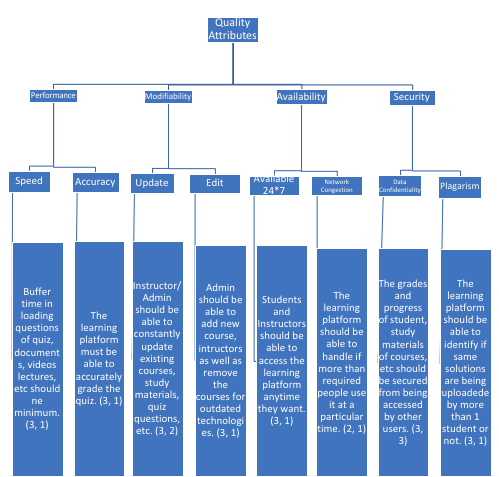 Quality
Attributes
Performance
Modifiability
Availability
Security
Speed
Accuracy
Update
Edit
Available
24*7
Network
Congestion
Data
Confidentiality
Plagarism
Buffer
time in
loading
questions
of quiz,
document
s, videos
lectures,
etc should
ne
minimum.
(3, 1)
The
learning
platform
must be
able to
accurately
grade the
quiz. (3, 1)
Instructor/
Admin
should be
able to
constantly
update
existing
courses,
study
materials,
quiz
questions,
etc. (3, 2)
Admin
should be
able to
add new
course,
intructors
as well as
remove
the
courses for
outdated
technologi
es. (3, 1)
Students
and
Instructors
should be
able to
access the
learning
platform
anytime
they want.
(3, 1)
The
learning
platform
should be
able to
handle if
more than
required
people use
it at a
particular
time. (2, 1)
The grades
and
progress
of student,
study
materials
of courses,
etc should
be secured
from being
accessed
by other
users. (3,
3)
The
learning
platform
should be
able to
identify if
same
solutions
are being
uploadede
by more
than 1
student or
not. (3, 1)